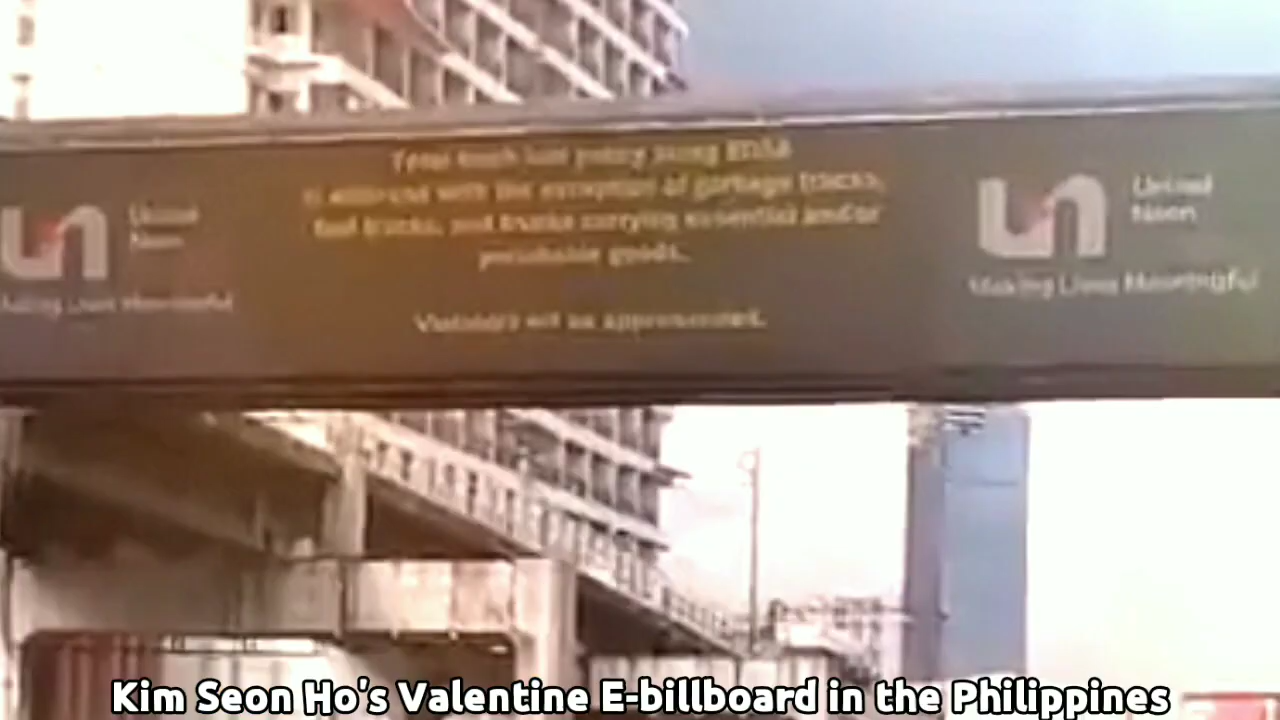 Total truck ban policy along EDSA
is enforced with the exception of garbage trucks,
fuel trucks, and trucks carrying essential and/or
perishable goods.
Violators will be apprehended.
United
Neon
Making Lives Meaningful
United
Neon
Making Lives Meaningful
Kim Seon Ho's Valentine E-billboard in the Philippines